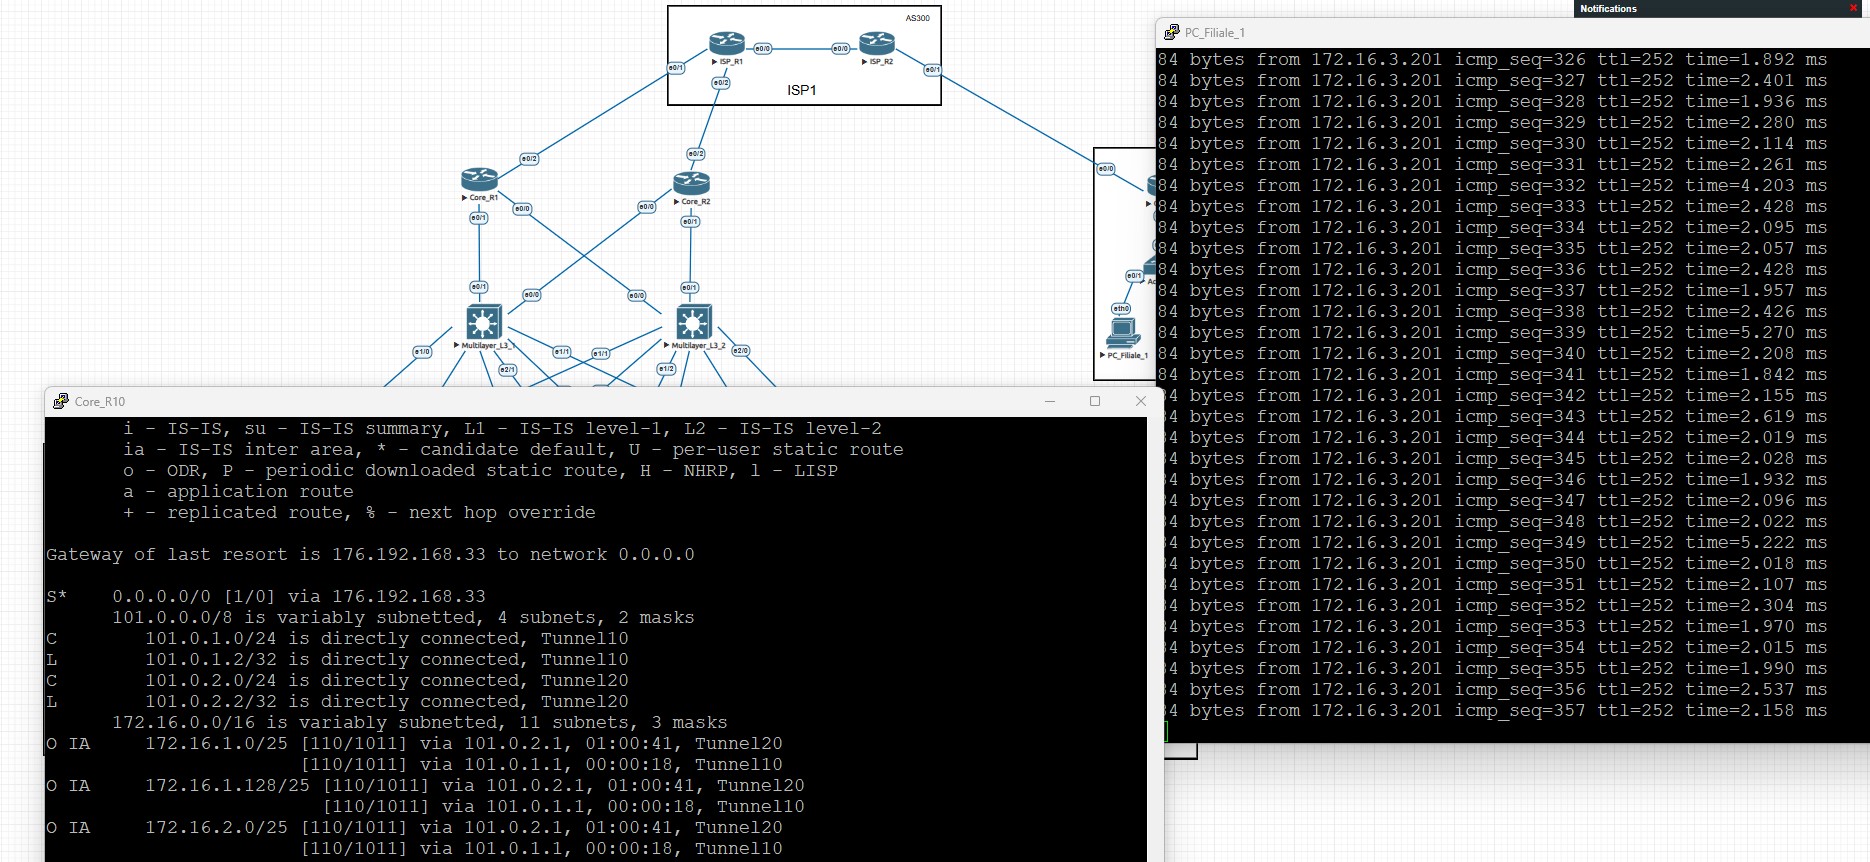 Notifications
AS300
e0/0
e0/0
ISP_R1
ISP_R2
e0/1
e0/1
e0/2
ISP1
e0/2
e0/2
e0/0
Core_R1
Core_R2
e0/0
e0/0
e0/1
e0/1
e0/1
e0/1
e0/0
e0/0
e0/1
eth0
Multilayer_L3_1
Multilayer_L3_2
PC_Filiale_1
e1/0
e1/1
e1/1
e2/0
e2/1
e1/2
PC_Filiale_1
84 bytes from 172.16.3.201 icmp_seq=326 ttl=252 time=1.892 ms
84 bytes from 172.16.3.201 icmp_seq=327 ttl=252 time=2.401 ms
84 bytes from 172.16.3.201 icmp_seq=328 ttl=252 time=1.936 ms
84 bytes from 172.16.3.201 icmp_seq=329 ttl=252 time=2.280 ms
84 bytes from 172.16.3.201 icmp_seq=330 ttl=252 time=2.114 ms
84 bytes from 172.16.3.201 icmp_seq=331 ttl=252 time=2.261 ms
84 bytes from 172.16.3.201 icmp_seq=332 ttl=252 time=4.203 ms
84 bytes from 172.16.3.201 icmp_seq=333 ttl=252 time=2.428 ms
84 bytes from 172.16.3.201 icmp_seq=334 ttl=252 time=2.095 ms
84 bytes from 172.16.3.201 icmp_seq=335 ttl=252 time=2.057 ms
84 bytes from 172.16.3.201 icmp_seq=336 ttl=252 time=2.428 ms
84 bytes from 172.16.3.201 icmp_seq=337 ttl=252 time=1.957 ms
84 bytes from 172.16.3.201 icmp_seq=338 ttl=252 time=2.426 ms
84 bytes from 172.16.3.201 icmp_seq=339 ttl=252 time=5.270 ms
84 bytes from 172.16.3.201 icmp_seq=340 ttl=252 time=2.208 ms
84 bytes from 172.16.3.201 icmp_seq=341 ttl=252 time=1.842 ms
84 bytes from 172.16.3.201 icmp_seq=342 ttl=252 time=2.155 ms
84 bytes from 172.16.3.201 icmp_seq=343 ttl=252 time=2.619 ms
84 bytes from 172.16.3.201 icmp_seq=344 ttl=252 time=2.019 ms
84 bytes from 172.16.3.201 icmp_seq=345 ttl=252 time=2.028 ms
84 bytes from 172.16.3.201 icmp_seq=346 ttl=252 time=1.932 ms
84 bytes from 172.16.3.201 icmp_seq=347 ttl=252 time=2.096 ms
84 bytes from 172.16.3.201 icmp_seq=348 ttl=252 time=2.022 ms
84 bytes from 172.16.3.201 icmp_seq=349 ttl=252 time=5.222 ms
84 bytes from 172.16.3.201 icmp_seq=350 ttl=252 time=2.018 ms
84 bytes from 172.16.3.201 icmp_seq=351 ttl=252 time=2.107 ms
84 bytes from 172.16.3.201 icmp_seq=352 ttl=252 time=2.304 ms
84 bytes from 172.16.3.201 icmp_seq=353 ttl=252 time=1.970 ms
84 bytes from 172.16.3.201 icmp_seq=354 ttl=252 time=2.015 ms
84 bytes from 172.16.3.201 icmp_seq=355 ttl=252 time=1.990 ms
84 bytes from 172.16.3.201 icmp_seq=356 ttl=252 time=2.537 ms
84 bytes from 172.16.3.201 icmp_seq=357 ttl=252 time=2.158 ms
Core_R10
i - IS-IS, su - IS-IS summary, L1 - IS-IS level-1, L2 - IS-IS level-2
ia - IS-IS inter area, * - candidate default, U - per-user static route
o - ODR, P - periodic downloaded static route, H - NHRP, l - LISP
a - application route
+ - replicated route, % - next hop override
Gateway of last resort is 176.192.168.33 to network 0.0.0.0
S* 0.0.0.0/0 [1/0] via 176.192.168.33
101.0.0.0/8 is variably subnetted, 4 subnets, 2 masks
C 101.0.1.0/24 is directly connected, Tunnel10
L 101.0.1.2/32 is directly connected, Tunnel10
C 101.0.2.0/24 is directly connected, Tunnel20
L 101.0.2.2/32 is directly connected, Tunnel20
172.16.0.0/16 is variably subnetted, 11 subnets, 3 masks
O IA 172.16.1.0/25 [110/1011] via 101.0.2.1, 01:00:41, Tunnel20
[110/1011] via 101.0.1.1, 00:00:18, Tunnel10
O IA 172.16.1.128/25 [110/1011] via 101.0.2.1, 01:00:41, Tunnel20
[110/1011] via 101.0.1.1, 00:00:18, Tunnel10
O IA 172.16.2.0/25 [110/1011] via 101.0.2.1, 01:00:41, Tunnel20
[110/1011] via 101.0.1.1, 00:00:18, Tunnel10